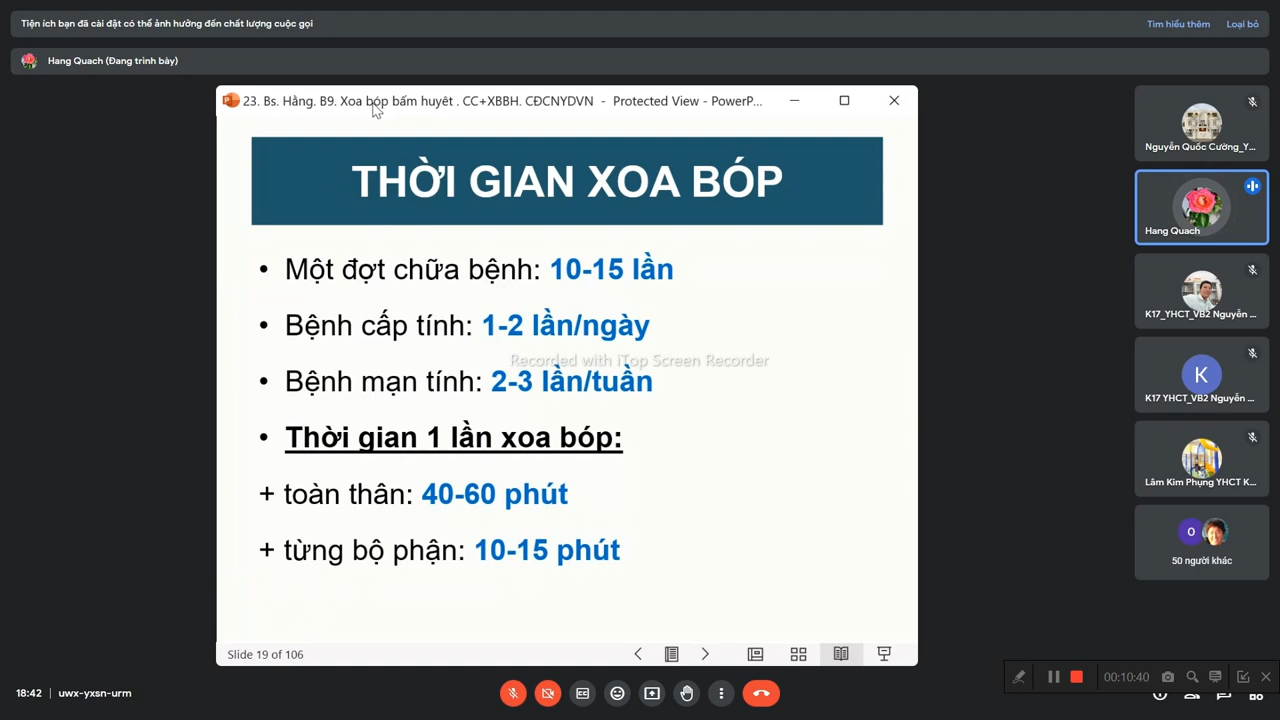 Tiện ích bạn đã cài đặt có thể ảnh hưởng đến chất lượng cuộc gọi
Tìm hiểu thêm
Loại bỏ
Hang Quach (Đang trình bày)
23. Bs. Hằng. B9. Xoa bóp bấm huyêt . CC+XBBH. CĐCNYDVN - Protected View - PowerP...
THỜI GIAN XOA BÓP
• Một đợt chữa bệnh: 10-15 lần
• Bệnh cấp tính: 1-2 lần/ngày
Recorded with iTop Screen Recorder
• Bệnh mạn tính: 2-3 lần/tuần
• Thời gian 1 lần xoa bóp:
+ toàn thân: 40-60 phút
+ từng bộ phận: 10-15 phút
Slide 19 of 106
Nguyễn Quốc Cường_Y...
Hang Quach
K17_YHCT_VB2 Nguyễn ...
K
K17 YHCT_VB2 Nguyễn ...
Lâm Kim Phụng YHCT K...
O
50 người khác
18:42 | uwx-yxsn-urm
00:10:40